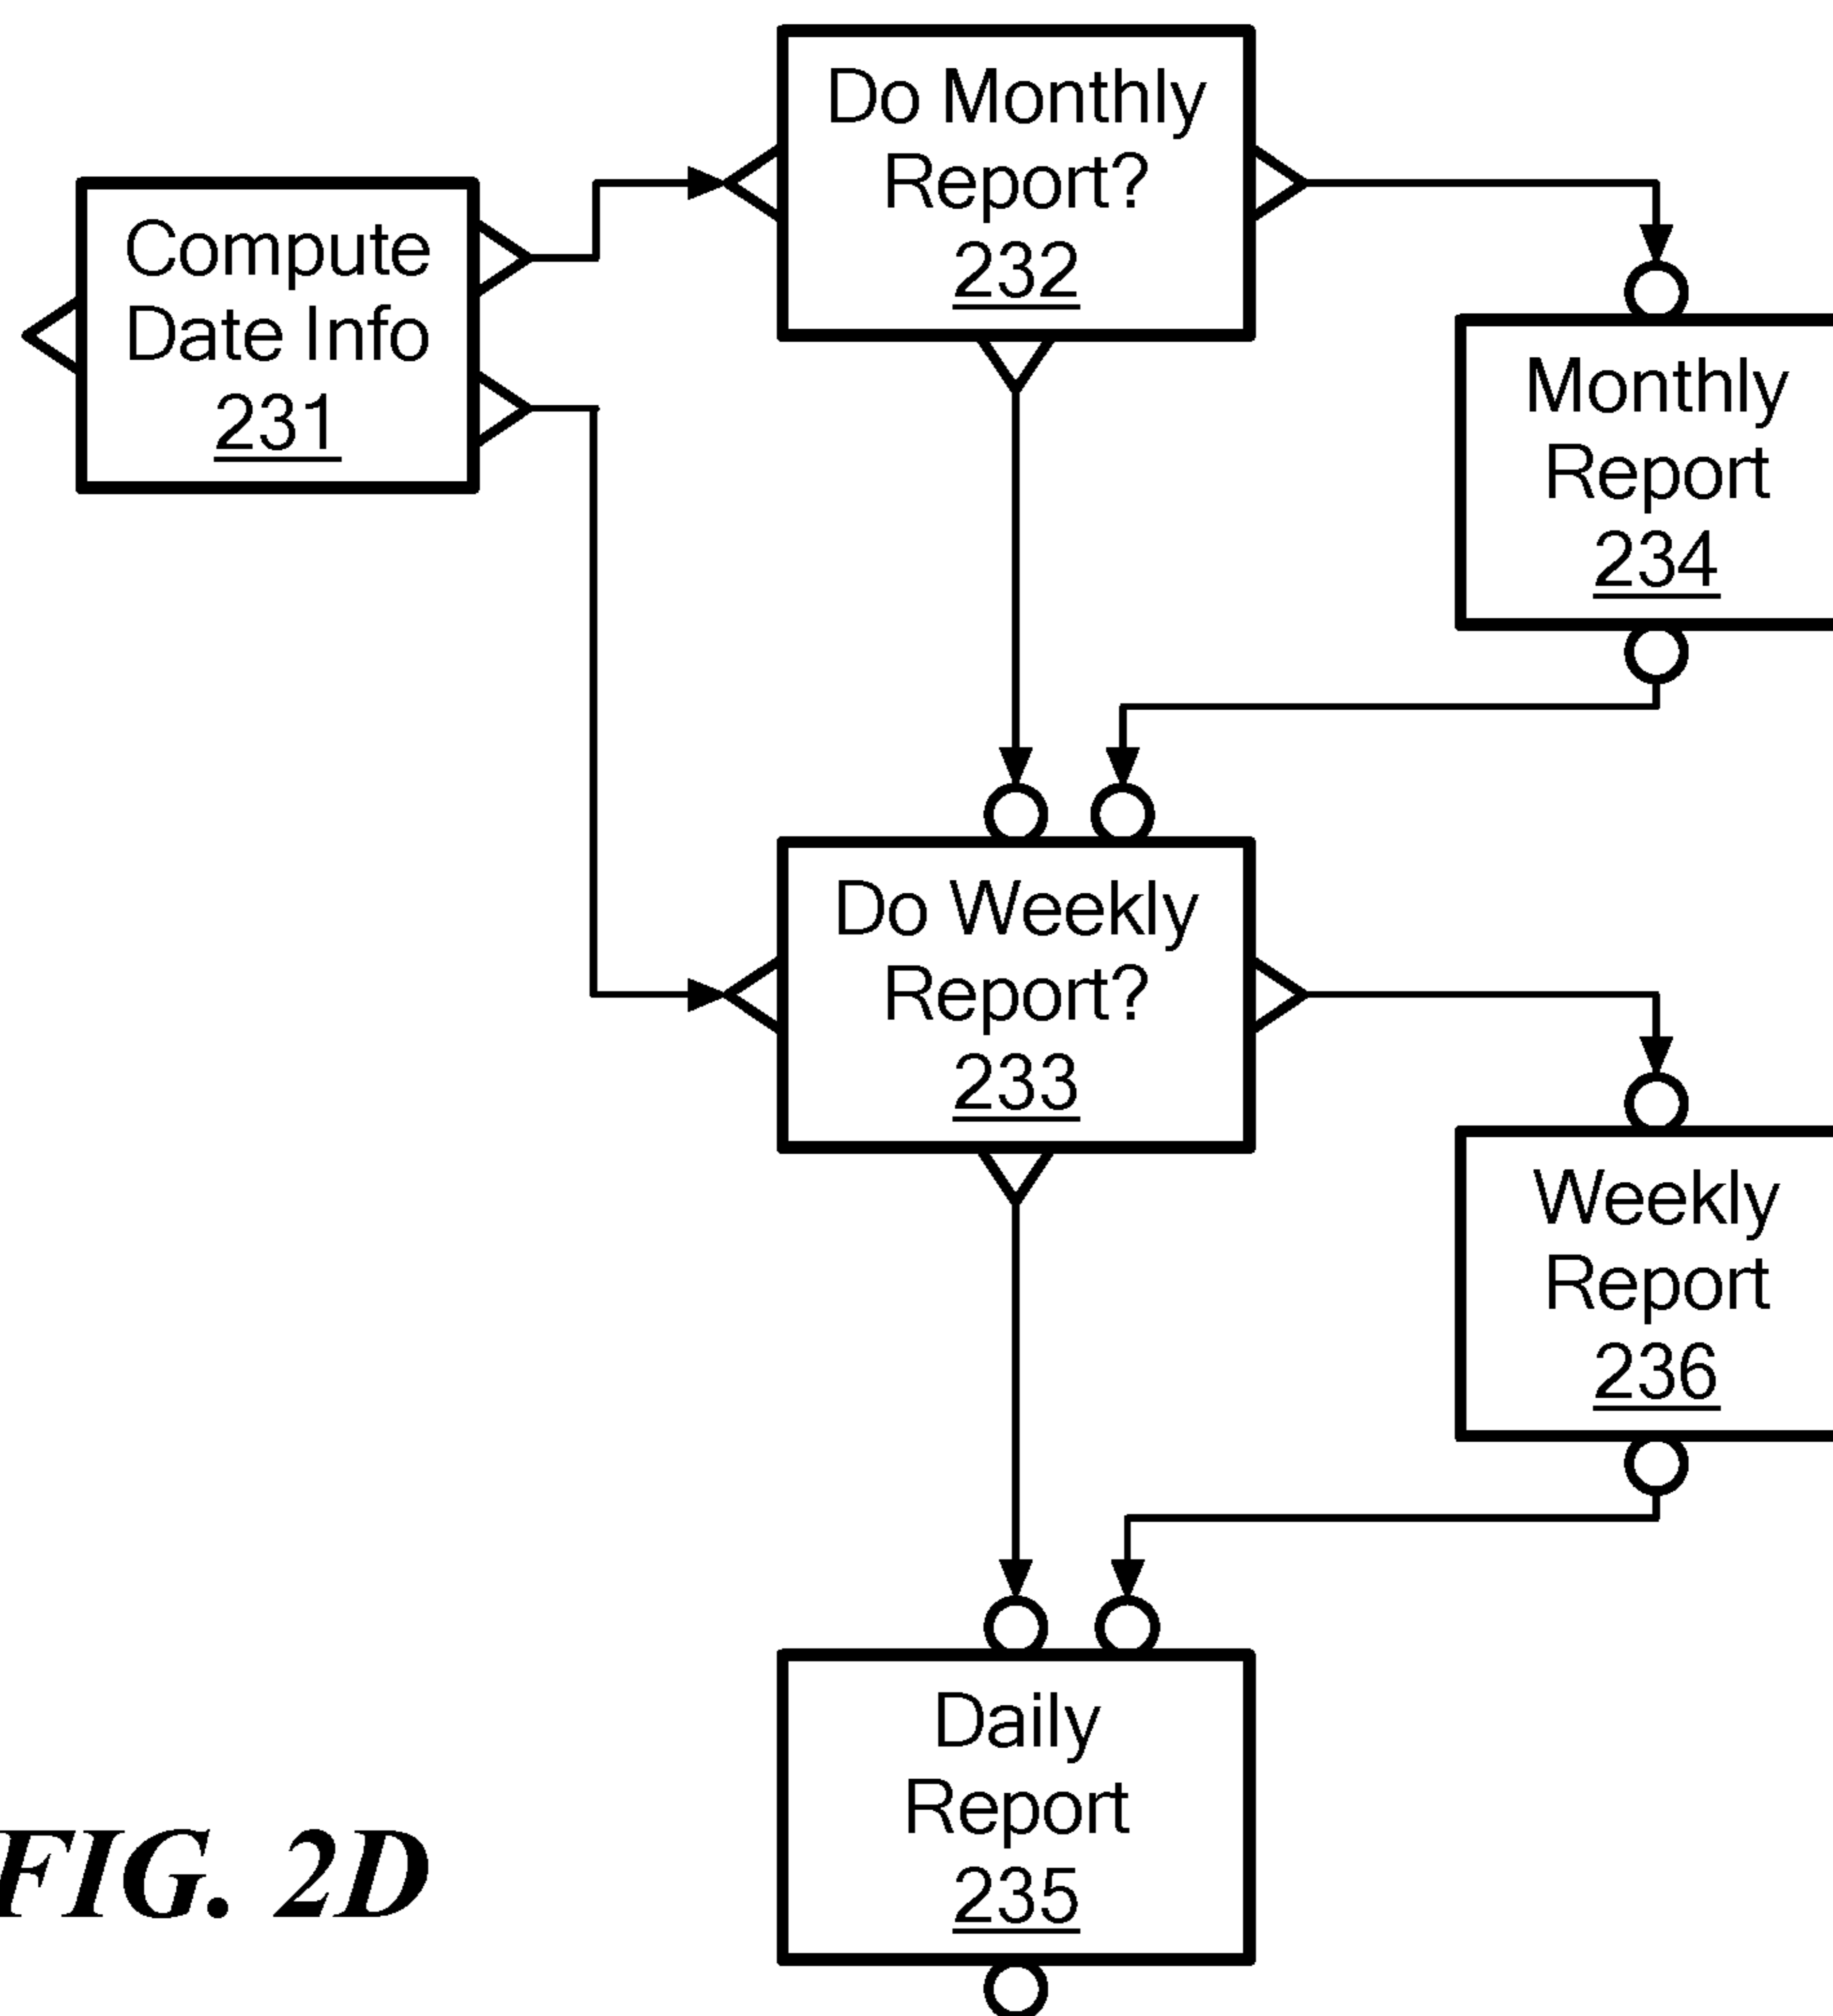 Do Monthly
Report?
232
Compute
Date Info
231
Monthly
Report
234
Do Weekly
Report?
233
Weekly
Report
236
Daily
Report
235
FIG. 2D